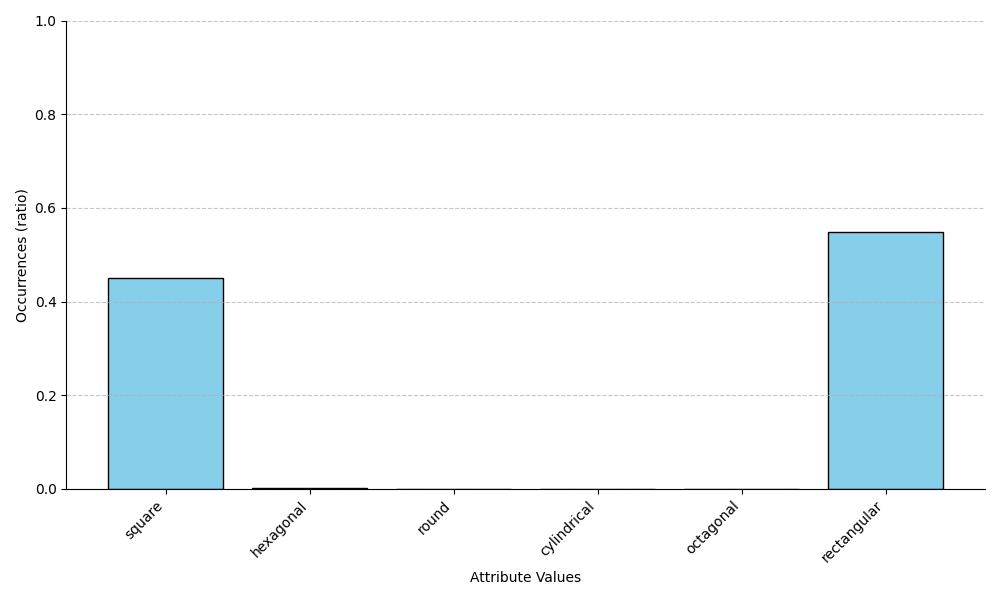 1.0
0.8
0.6
0.4
0.2
0.0
Occurrences (ratio)
square
hexagonal
round
cylindrical
octagonal
rectangular
Attribute Values